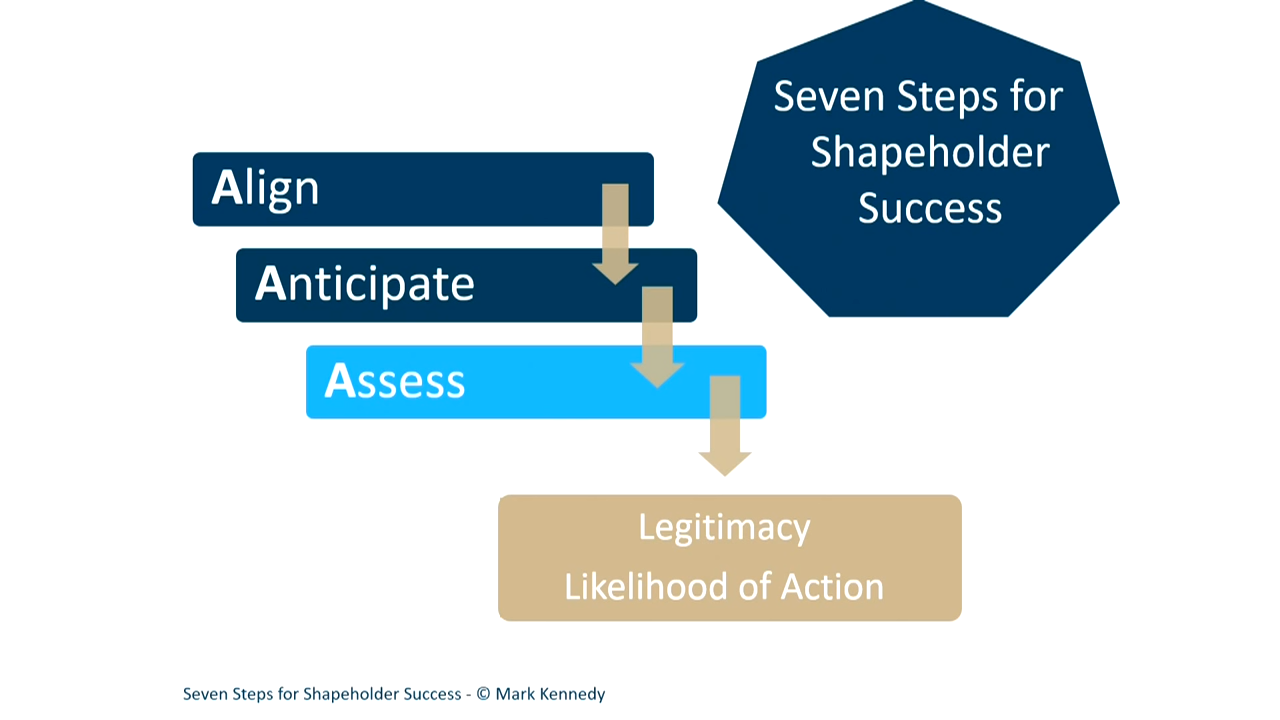 Seven Steps for
Shapeholder
Success
Align
Anticipate
Assess
Legitimacy
Likelihood of Action
Seven Steps for Shapeholder Success - © Mark Kennedy